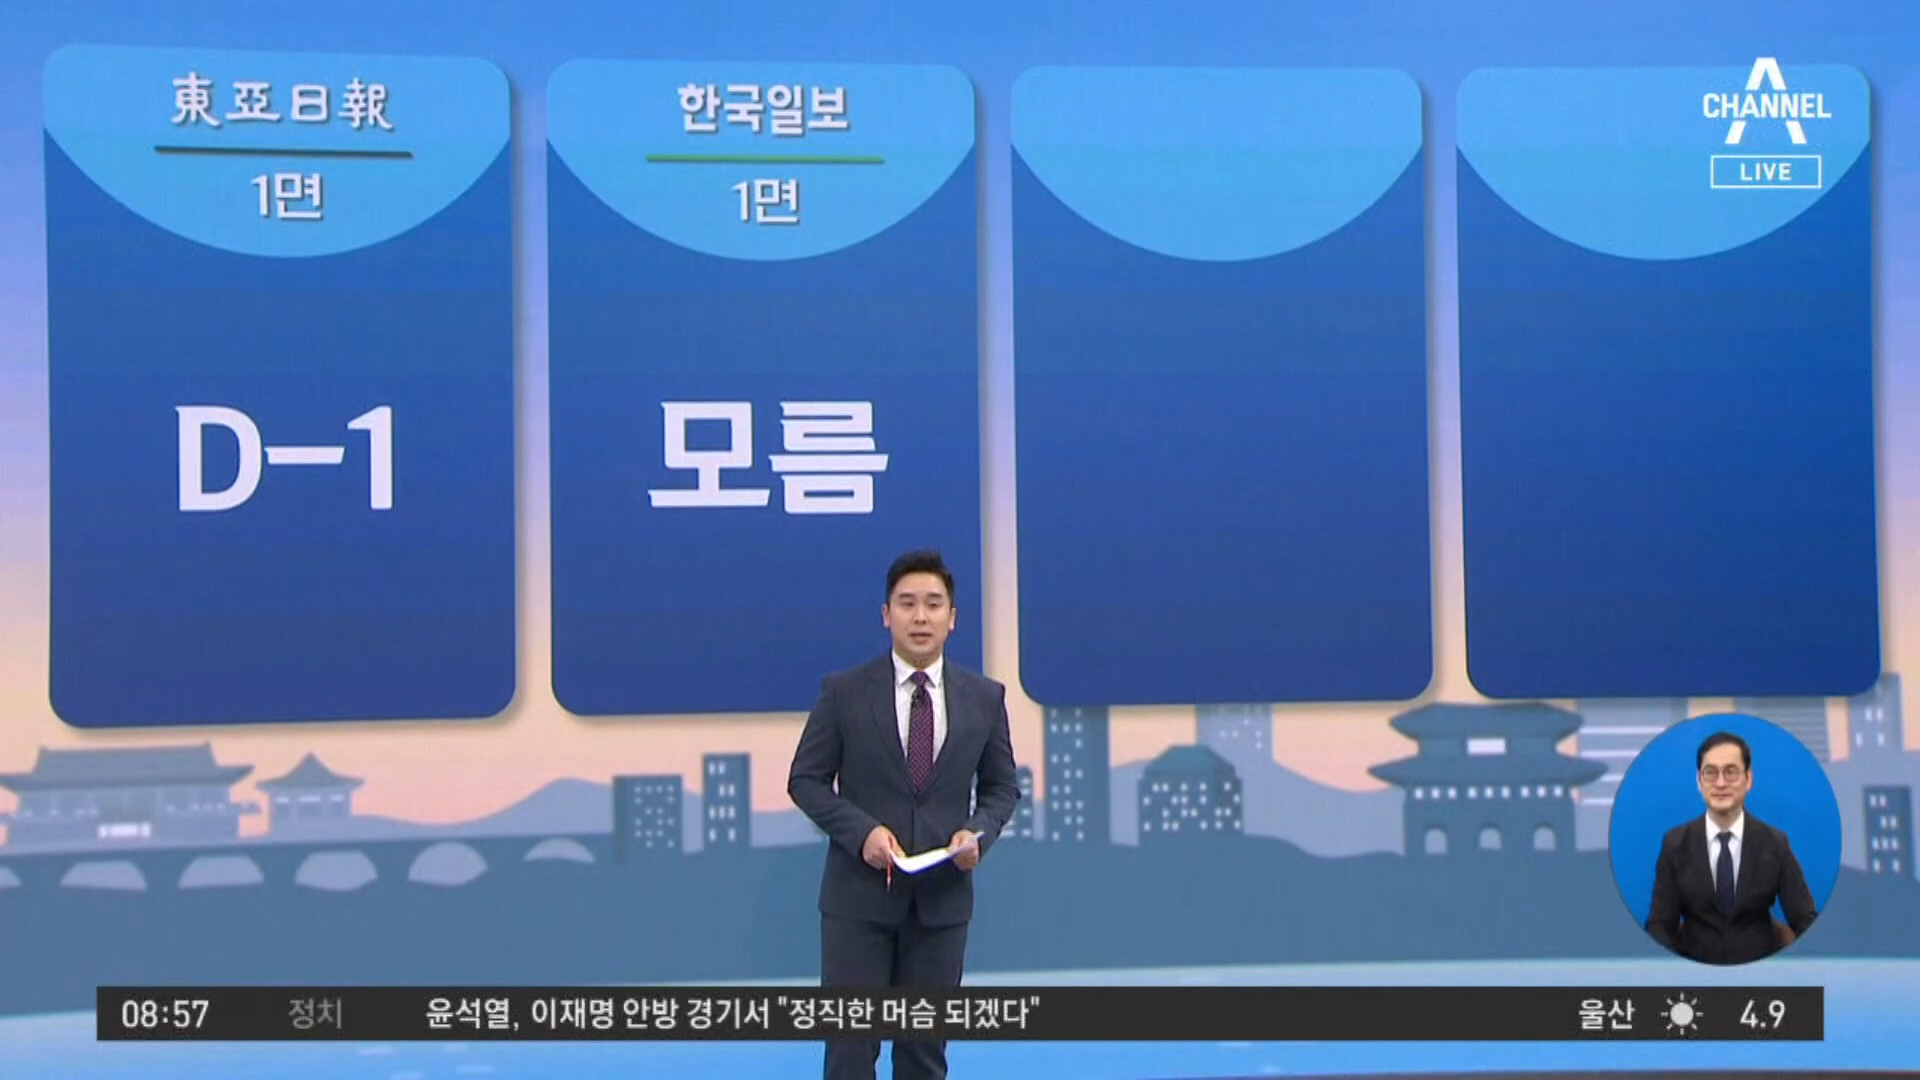 東亞日報
1면
D-1
한국일보
1면
모름
CHANNEL A
LIVE
08:57 정치 윤석열, 이재명 안방 경기서 "정직한 머슴 되겠다" 울산 4.9